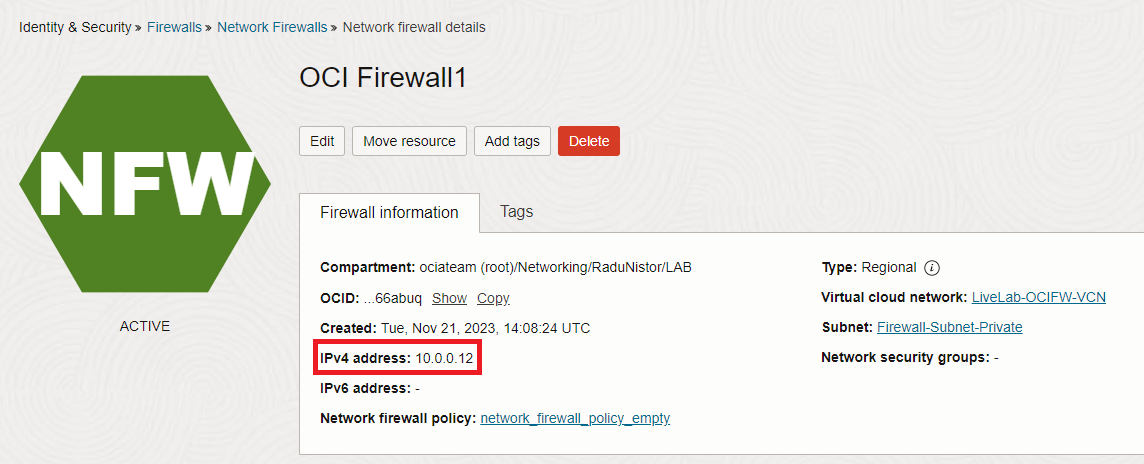 Identity & Security » Firewalls » Network Firewalls » Network firewall details
NFW
ACTIVE
OCI Firewall1
Edit Move resource Add tags Delete
Firewall information Tags
Compartment: ociateam (root)/Networking/RaduNistor/LAB
OCID: ...66abuq Show Copy
Created: Tue, Nov 21, 2023, 14:08:24 UTC
IPv4 address: 10.0.0.12
IPv6 address: -
Network firewall policy: network_firewall_policy_empty
Type: Regional i
Virtual cloud network: LiveLab-OCIFW-VCN
Subnet: Firewall-Subnet-Private
Network security groups: -